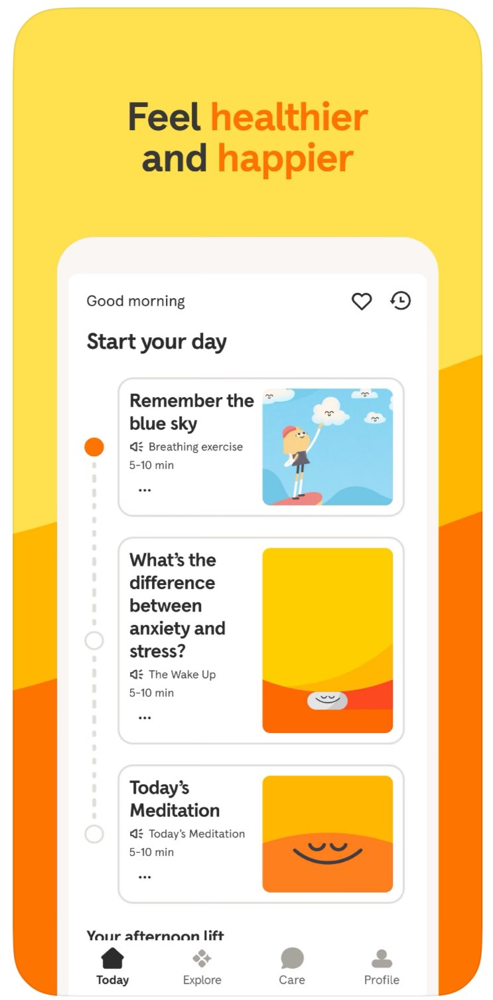 Feel healthier
and happier
Good morning
Start your day
Remember the
blue sky
Breathing exercise
5-10 min
...
What's the
difference
between
anxiety and
stress?
The Wake Up
5-10 min
...
Today's
Meditation
Today's Meditation
5-10 min
...
Your afternoon lift
Today
Explore
Care
Profile